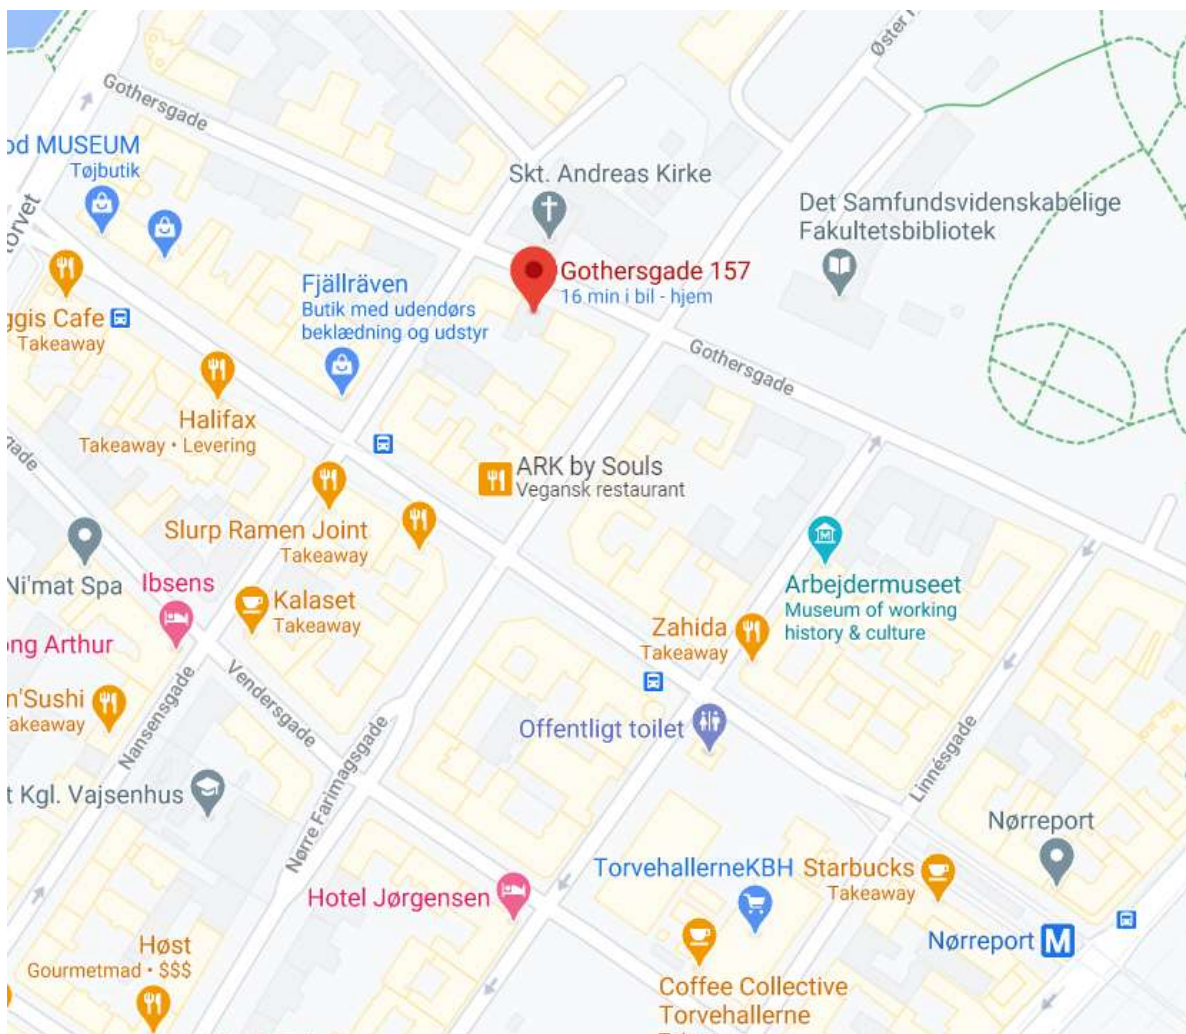 Øster
Gothersgade
od MUSEUM
Tøjbutik
Skt. Andreas Kirke
Det Samfundsvidenskabelige
Fakultetsbibliotek
torvet
Gothersgade 157
16 min i bil - hjem
Fjällräven
Butik med udendørs
beklædning og udstyr
ggis Cafe
Takeaway
Gothersgade
Halifax
Takeaway • Levering
gade
ARK by Souls
Vegansk restaurant
Slurp Ramen Joint
Takeaway
Ni'mat Spa
Ibsens
Kalaset
Takeaway
Arbejdermuseet
Museum of working
history & culture
ong Arthur
Zahida
Takeaway
n'Sushi
Takeaway
Nansensgade
Vendersgade
Offentligt toilet
Nørre Farimagsgade
Linnésgade
t Kgl. Vajsenhus
Nørreport
TorvehallerneKBH
Starbucks
Takeaway
Hotel Jørgensen
Nørreport M
Høst
Gourmetmad • $$$
Coffee Collective
Torvehallerne